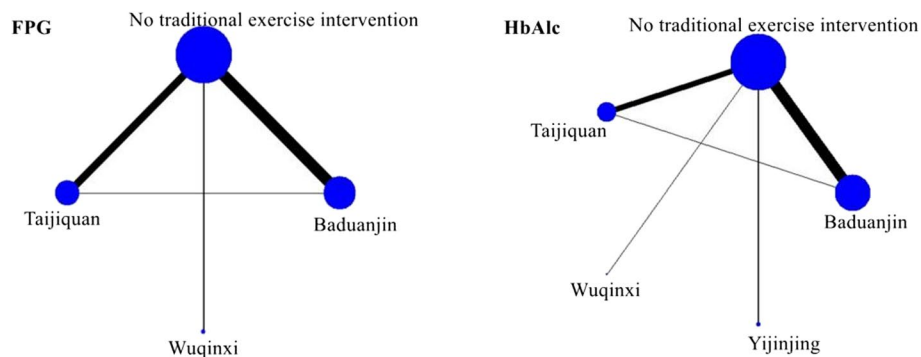 FPG
No traditional exercise intervention
Taijiquan
Baduanjin
Wuqinxi
HbAlc
No traditional exercise intervention
Taijiquan
Baduanjin
Wuqinxi
Yijinjing